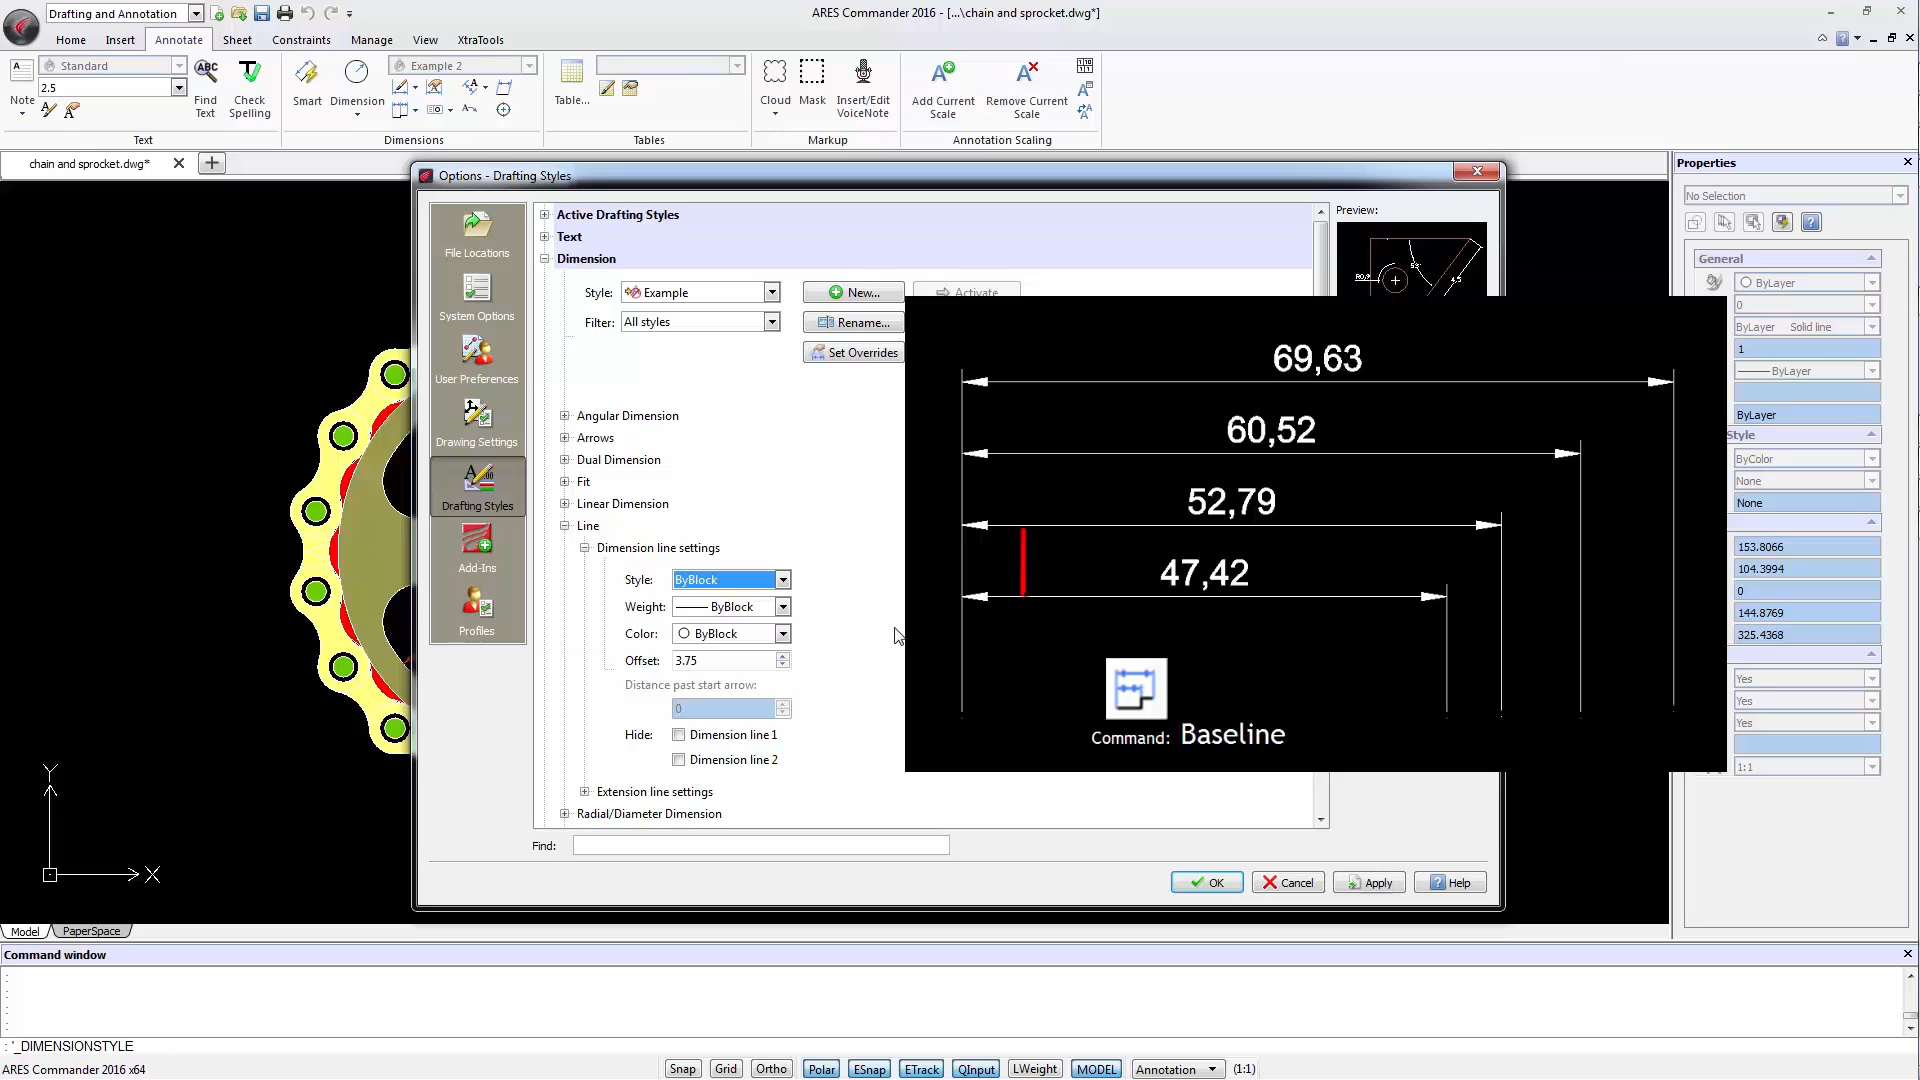 Drafting and Annotation
ARES Commander 2016 - [...\chain and sprocket.dwg*]
Home Insert Annotate Sheet Constraints Manage View XtraTools
Standard
2.5
Note
Find Text
Check Spelling
Text
Smart
Dimension
Example 2
Dimensions
Table...
Tables
Cloud
Mask
Insert/Edit VoiceNote
Markup
Add Current Scale
Remove Current Scale
Annotation Scaling
chain and sprocket.dwg*
Options - Drafting Styles
File Locations
System Options
User Preferences
Drawing Settings
Drafting Styles
Add-Ins
Profiles
Active Drafting Styles
Text
Dimension
Style: Example
New...
Activate
Filter: All styles
Rename...
Set Overrides
Angular Dimension
Arrows
Dual Dimension
Fit
Linear Dimension
Line
Dimension line settings
Style: ByBlock
Weight: ByBlock
Color: ByBlock
Offset: 3.75
Distance past start arrow:
0
Hide: Dimension line 1
Dimension line 2
Extension line settings
Radial/Diameter Dimension
Find:
OK Cancel Apply Help
Preview:
69,63
60,52
52,79
47,42
Command: Baseline
Properties
No Selection
General
ByLayer
0
ByLayer Solid line
1
ByLayer
ByLayer
Style
ByColor
None
None
153.8066
104.3994
0
144.8769
325.4368
Yes
Yes
Yes
1:1
Y
X
Model PaperSpace
Command window
:
:
:
:
: '_DIMENSIONSTYLE
ARES Commander 2016 x64
Snap Grid Ortho Polar ESnap ETrack QInput LWeight MODEL Annotation (1:1)